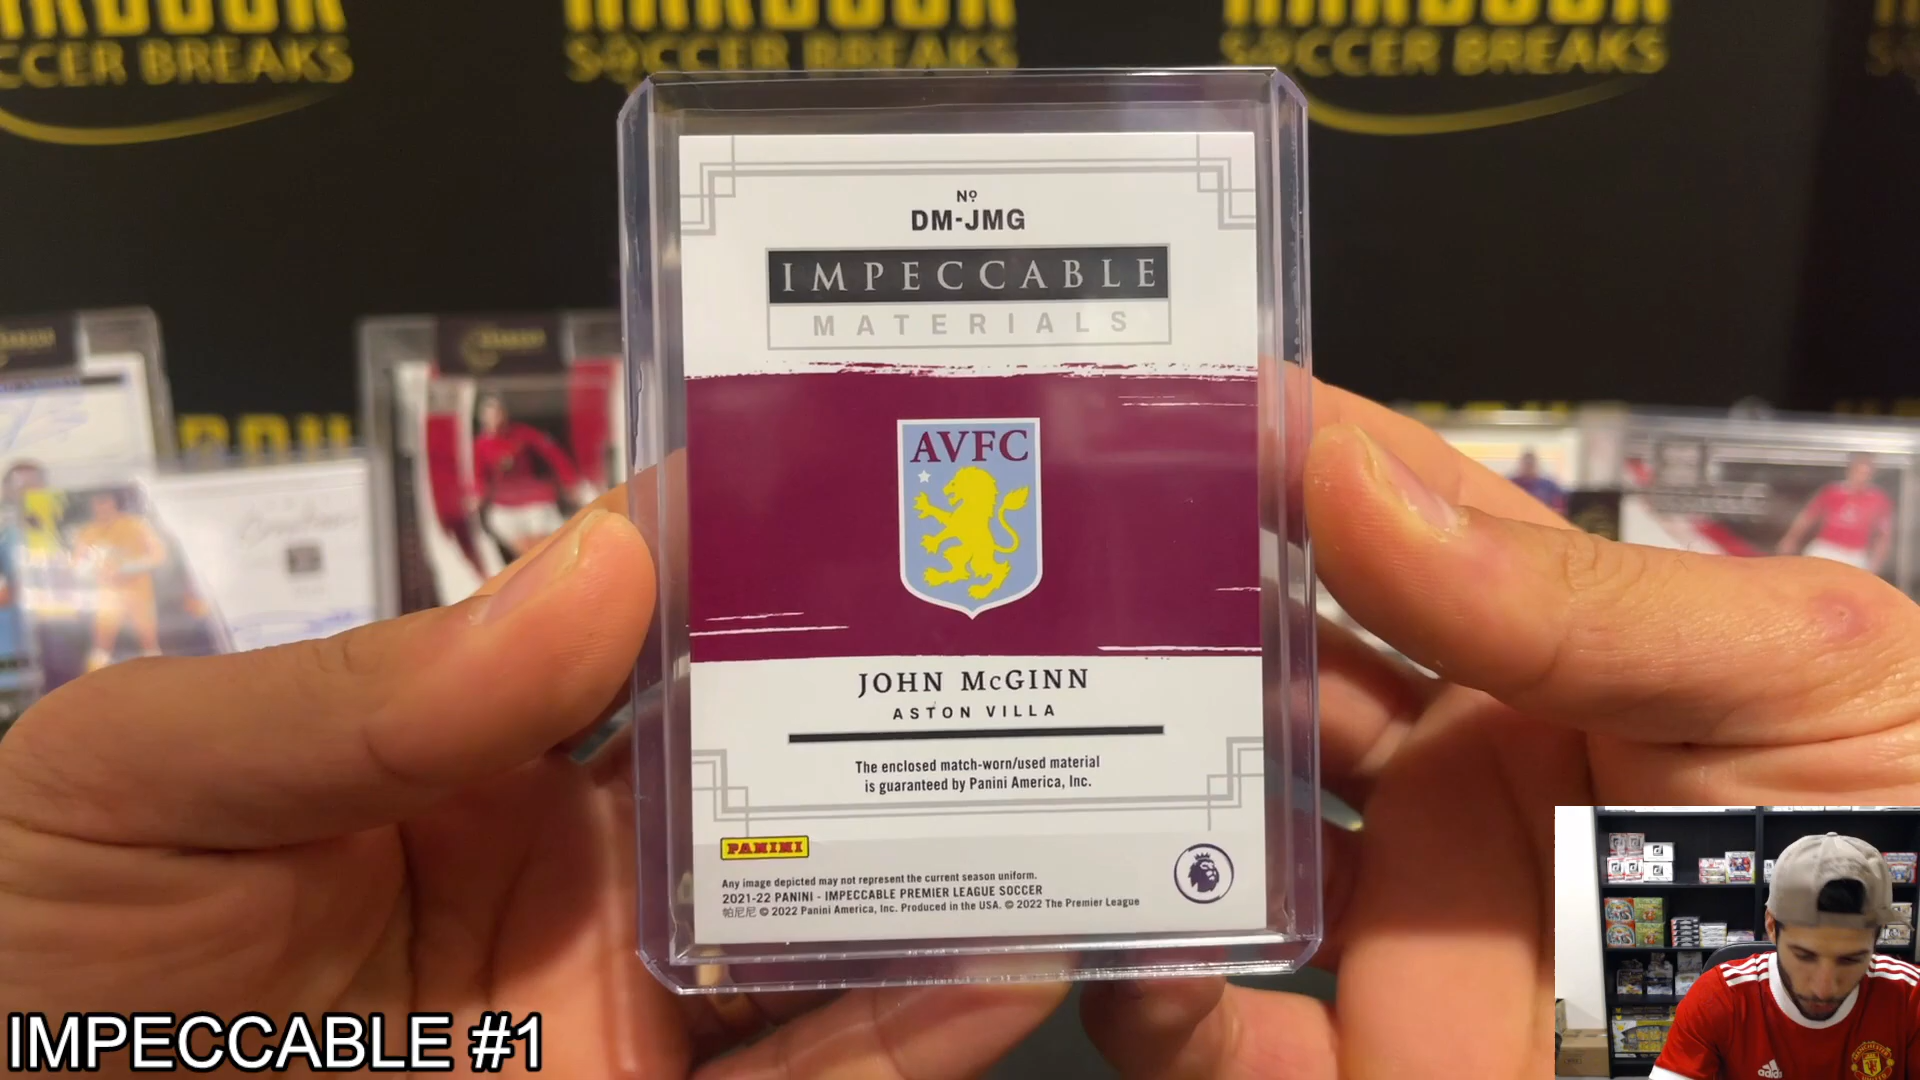 SOCCER BREAKS
SOCCER BREAKS
Nº
DM-JMG
IMPECCABLE
MATERIALS
AVFC
JOHN McGINN
ASTON VILLA
The enclosed match-worn/used material
is guaranteed by Panini America, Inc.
PANINI
Any image depicted may not represent the current season uniform.
2021-22 PANINI - IMPECCABLE PREMIER LEAGUE SOCCER
帕尼尼 © 2022 Panini America, Inc. Produced in the USA. © 2022 The Premier League
adidas
IMPECCABLE #1